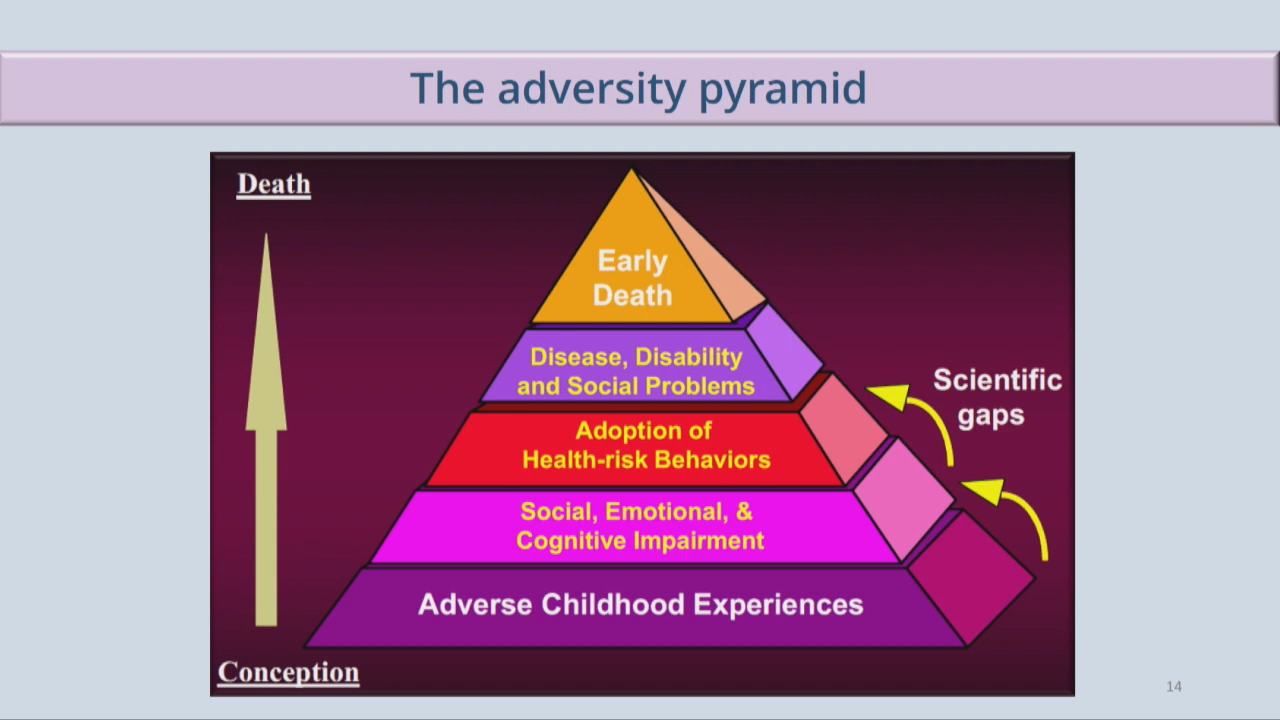 The adversity pyramid
Death
Early
Death
Disease, Disability
and Social Problems
Scientific
gaps
Adoption of
Health-risk Behaviors
Social, Emotional, &
Cognitive Impairment
Adverse Childhood Experiences
Conception
14